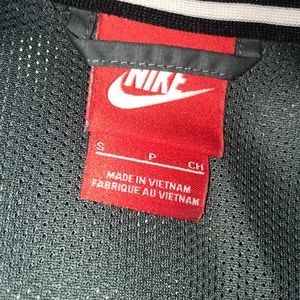 NIKE
S P CH
MADE IN VIETNAM
FABRIQUE AU VIETNAM